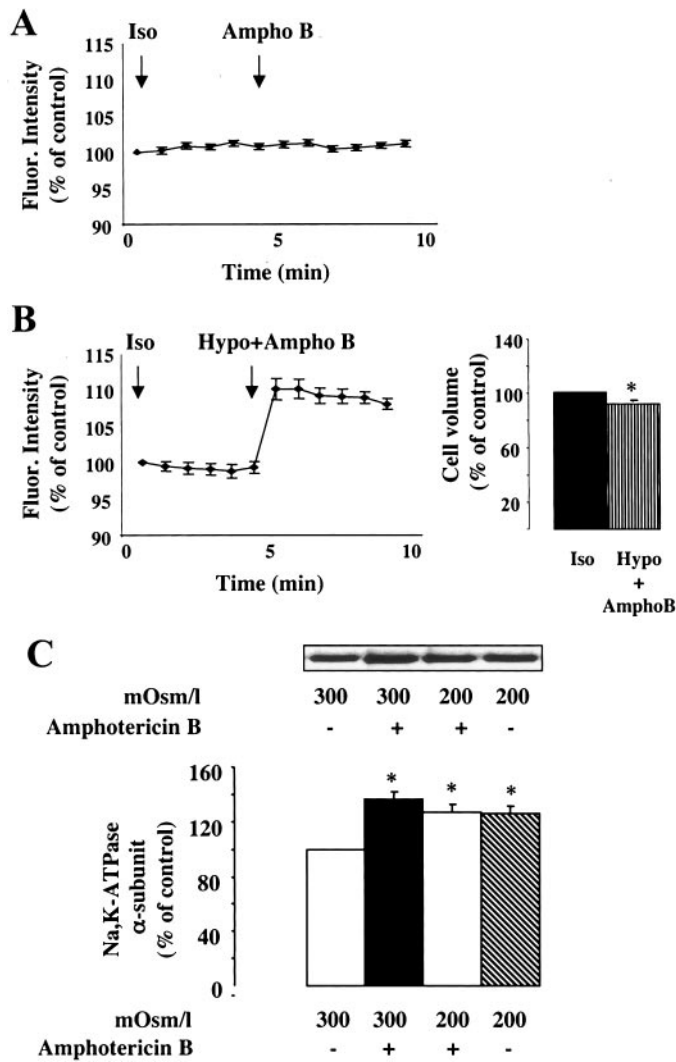 A
Iso Ampho B
Fluor. Intensity
(% of control)
115
110
105
100
95
90
0 5 10
Time (min)
B
Iso Hypo+Ampho B
Fluor. Intensity
(% of control)
115
110
105
100
95
90
0 5 10
Time (min)
Cell volume
(% of control)
140
100
60
20
*
Iso Hypo
+
AmphoB
C
mOsm/l 300 300 200 200
Amphotericin B - + + -
Na,K-ATPase
α-subunit
(% of control)
160
120
80
40
0
* * *
mOsm/l 300 300 200 200
Amphotericin B - + + -